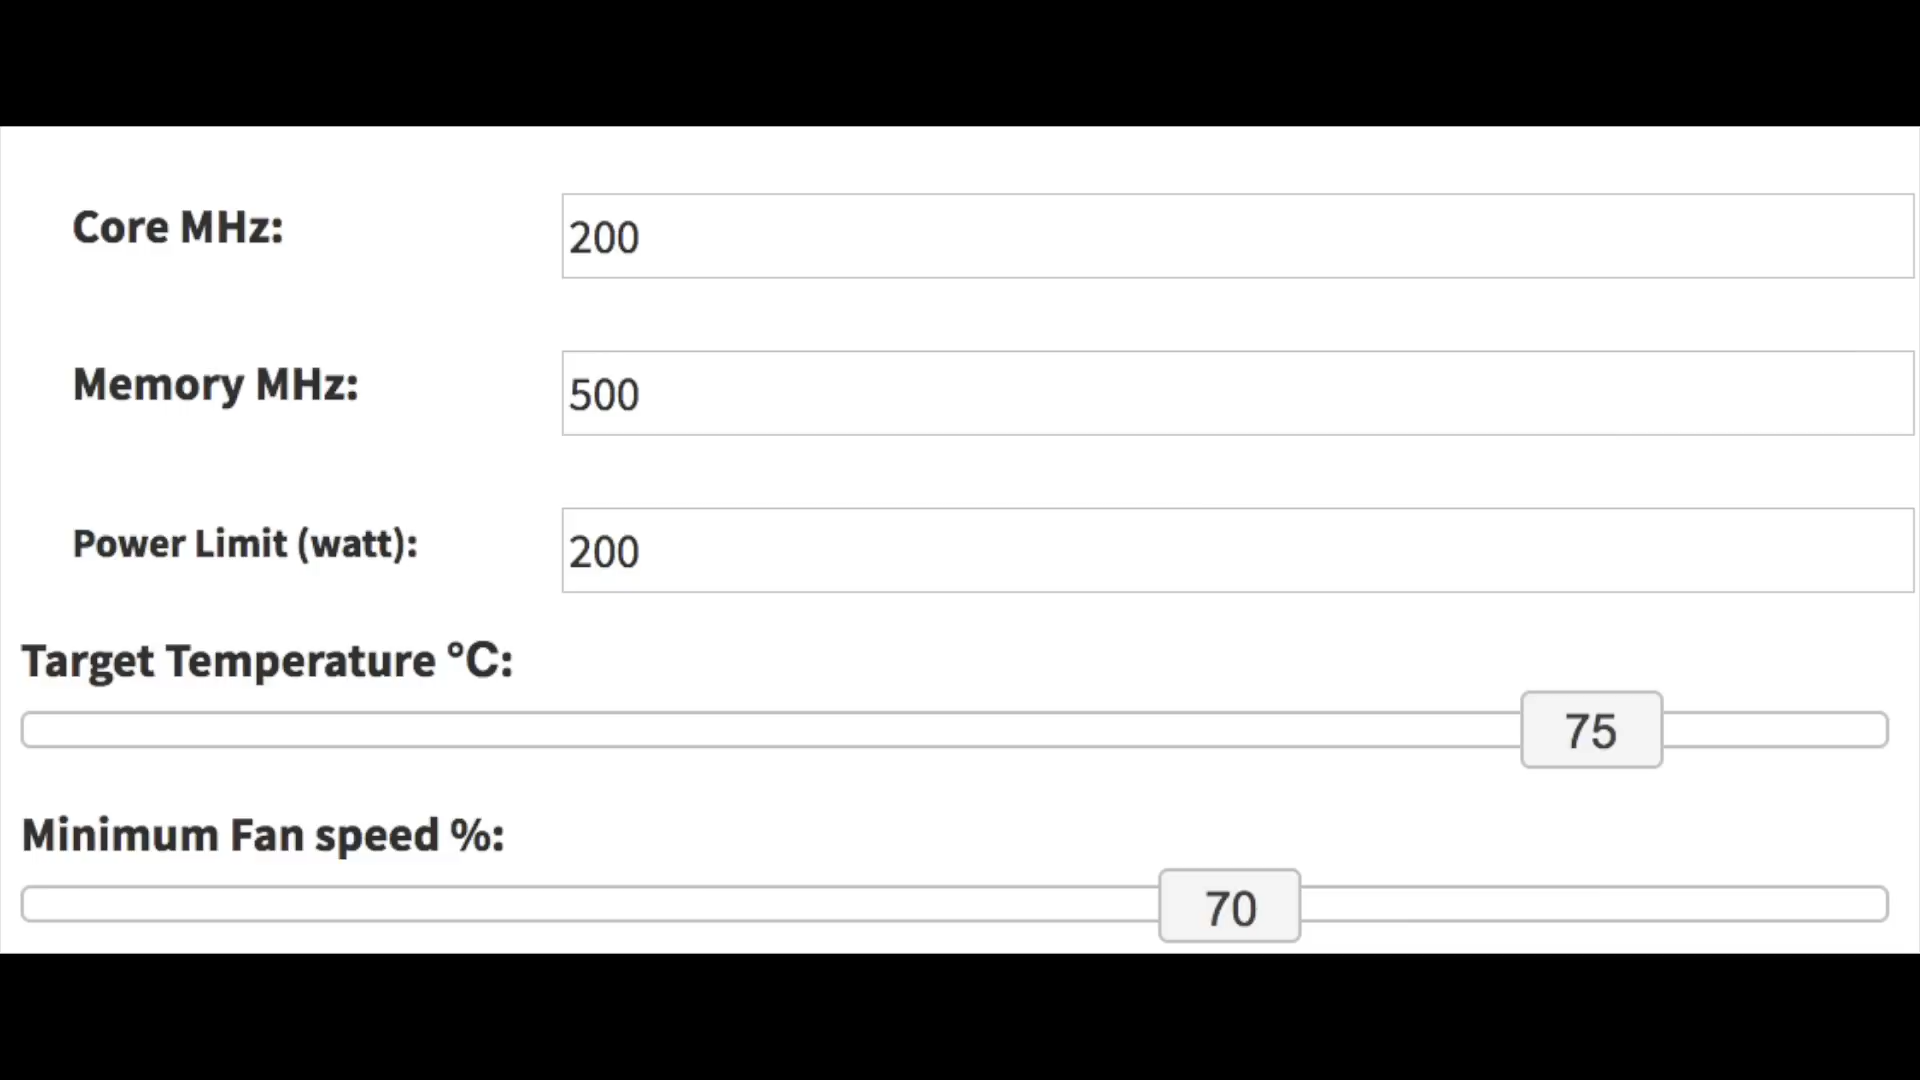 Core MHz: 200
Memory MHz: 500
Power Limit (watt): 200
Target Temperature °C:
75
Minimum Fan speed %:
70